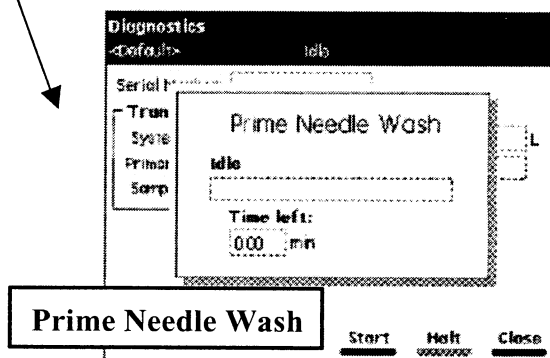 Diagnostics
<Default> Idle
Serial
Tran
Prime Needle Wash
Syste
L
Primar
Idle
Samp
Time left:
0.00 min
Prime Needle Wash
Start Halt Close